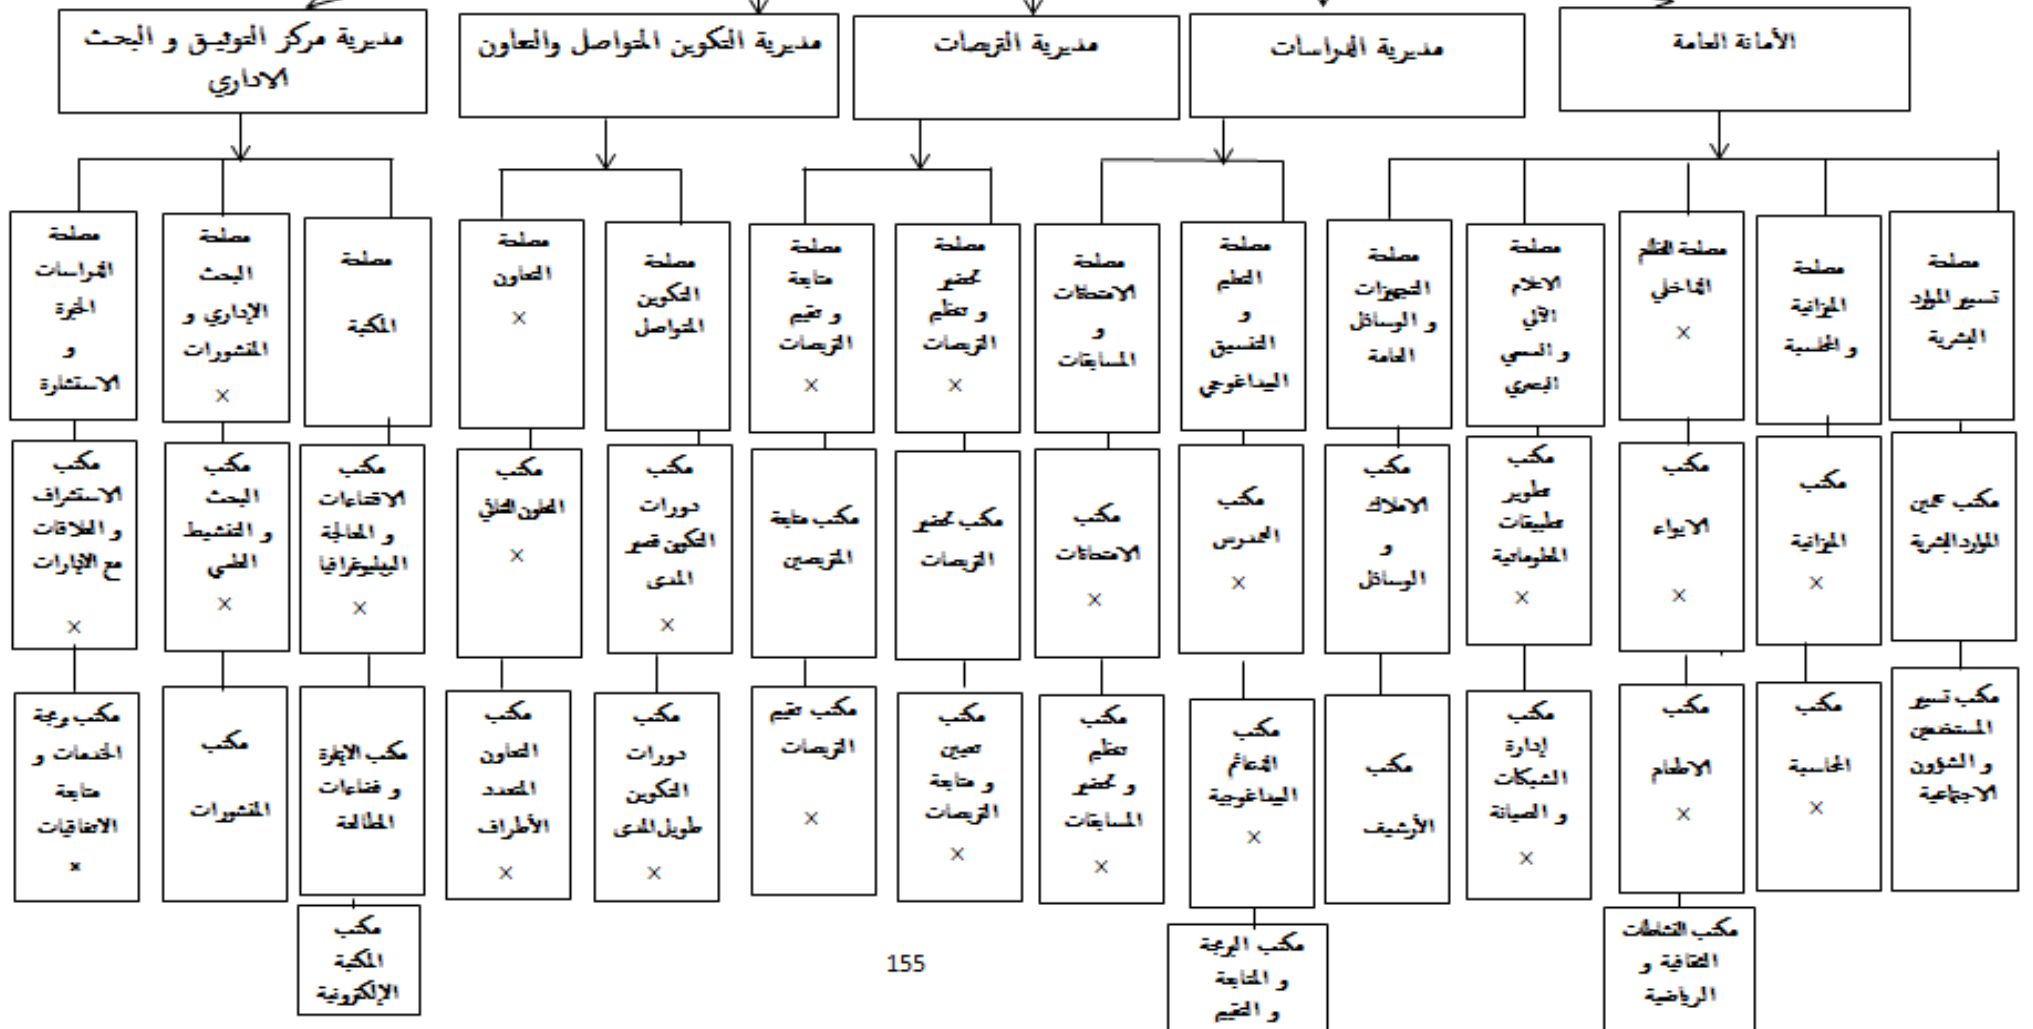 الأمانة العامة
مديرية الدراسات
مديرية التربصات
مديرية التكوين المتواصل والتعاون
مديرية مركز التوثيق و البحث
الاداري
مصلحة
تسيير الموارد
البشرية
مصلحة
الميزانية
و المحاسبة
مصلحة النظام
الداخلي
×
مصلحة
الاعلام
الآلي
و السمعي
البصري
مصلحة
التجهيزات
و الوسائل
العامة
مصلحة
التعليم
و
التنسيق
البيداغوجي
مصلحة
الامتحانات
و
المسابقات
مصلحة
تحضير
و تنظيم
التربصات
×
مصلحة
متابعة
و تقييم
التربصات
×
مصلحة
التكوين
المتواصل
مصلحة
التعاون
×
مصلحة
المكتبة
مصلحة
البحث
الإداري و
المنشورات
×
مصلحة
الدراسات
الخبرة
و
الاستشارة
مكتب تثمين
الموارد البشرية
مكتب
الميزانية
×
مكتب
الايواء
×
مكتب
تطوير
تطبيقات
المعلوماتية
×
مكتب
الاملاك
و
الوسائل
مكتب
التمدرس
×
مكتب
الامتحانات
×
مكتب تحضير
التربصات
مكتب متابعة
المتربصين
مكتب
دورات
التكوين قصير
المدى
×
مكتب
التعاون الثنائي
×
مكتب
الاقتناءات
و المعالجة
البيبليوغرافيا
×
مكتب
البحث
و التنشيط
العلمي
×
مكتب
الاستشراف
و العلاقات
مع الإدارات
×
مكتب تسيير
المستخدمين
و الشؤون
الاجتماعية
مكتب
المحاسبة
×
مكتب
الاطعام
×
مكتب
إدارة
الشبكات
و الصيانة
×
مكتب
الأرشيف
مكتب
الدعائم
البيداغوجية
×
مكتب
تنظيم
و تحضير
المسابقات
×
مكتب
تعيين
و متابعة
التربصات
×
مكتب تقييم
التربصات
×
مكتب
دورات
التكوين
طويل المدى
×
مكتب
التعاون
المتعدد
الأطراف
×
مكتب الإعارة
و فضاءات
المطالعة
مكتب
المنشورات
مكتب برمجة
الخدمات و
متابعة
الاتفاقيات
×
مكتب النشاطات
الثقافية و
الرياضية
مكتب البرمجة
و المتابعة
و التقييم
مكتب
المكتبة
الإلكترونية
155